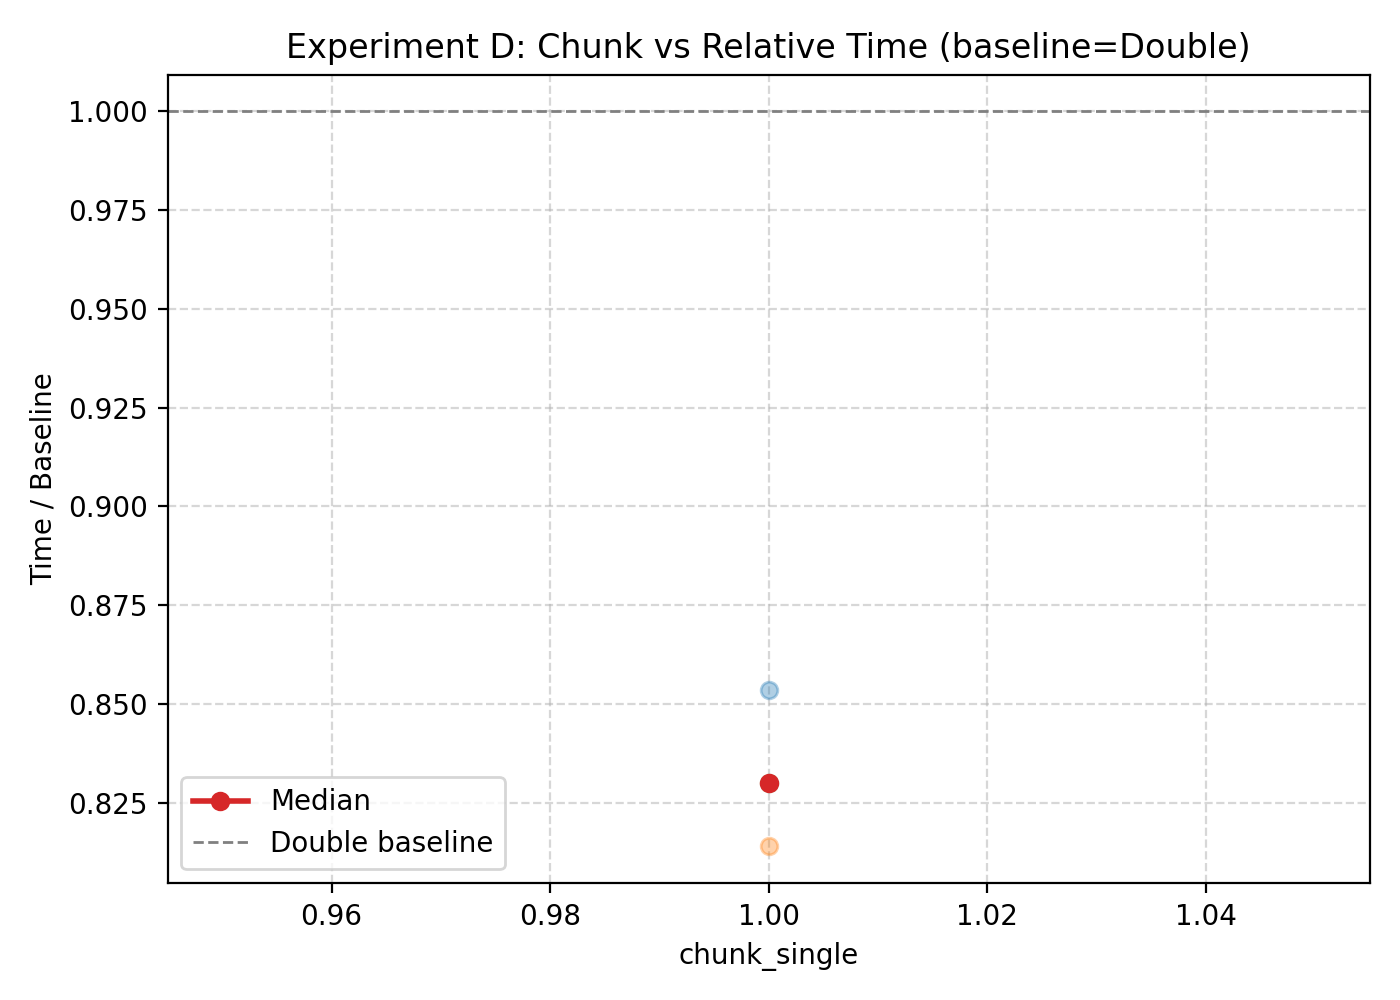 Experiment D: Chunk vs Relative Time (baseline=Double)
Time / Baseline
1.000
0.975
0.950
0.925
0.900
0.875
0.850
0.825
Median
Double baseline
0.96 0.98 1.00 1.02 1.04
chunk_single